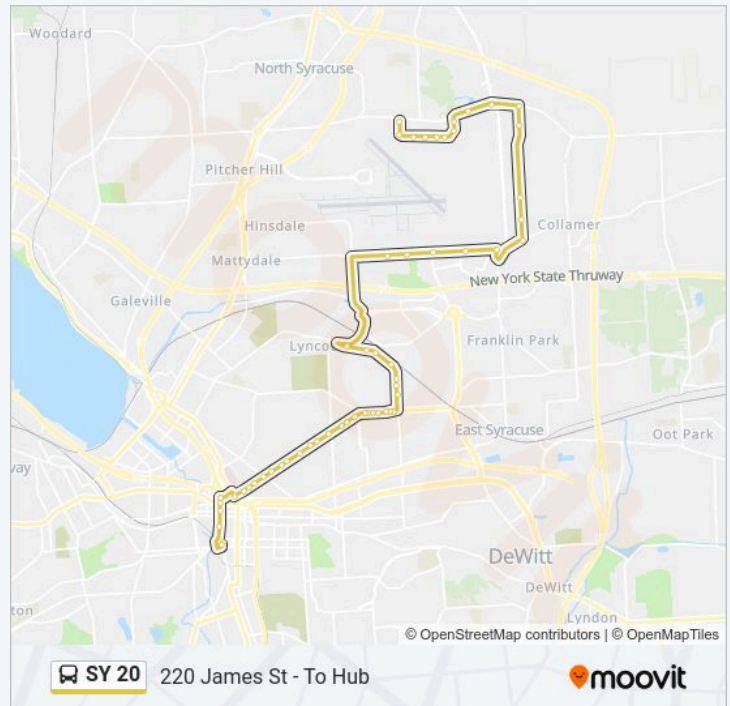 Woodard
North Syracuse
Pitcher Hill
Hinsdale
Collamer
Mattydale
New York State Thruway
Galeville
Lynco
Franklin Park
East Syracuse
Oot Park
way
DeWitt
DeWitt
ton
Lyndon
© OpenStreetMap contributors | © OpenMapTiles
SY 20
220 James St - To Hub
moovit